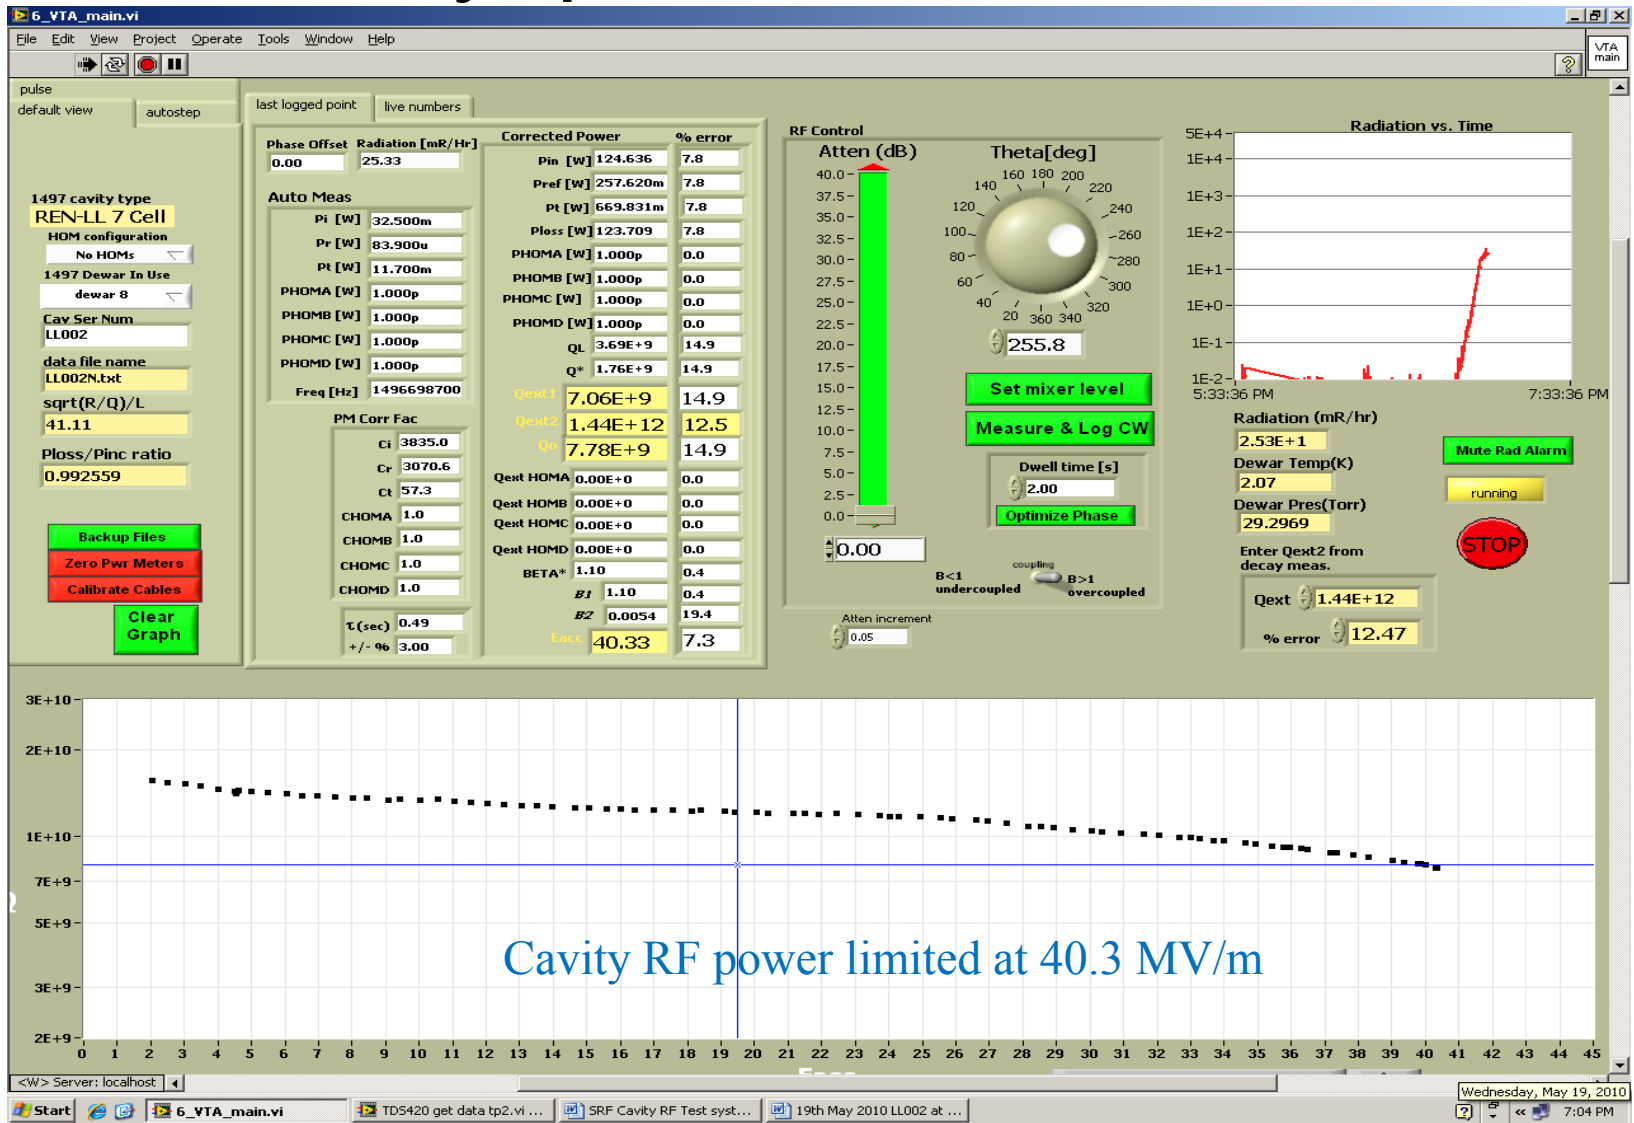 6_VTA_main.vi
File Edit View Project Operate Tools Window Help
VTA
main
pulse
default view autostep
last logged point live numbers
1497 cavity type
REN-LL 7 Cell
HOM configuration
No HOMs
1497 Dewar In Use
dewar 8
Cav Ser Num
LL002
data file name
LL002N.txt
sqrt(R/Q)/L
41.11
Ploss/Pinc ratio
0.992559
Backup Files
Zero Pwr Meters
Calibrate Cables
Clear
Graph
Phase Offset Radiation [mR/Hr]
0.00 25.33
Auto Meas
Pi [W] 32.500m
Pr [W] 83.900u
Pt [W] 11.700m
PHOMA [W] 1.000p
PHOMB [W] 1.000p
PHOMC [W] 1.000p
PHOMD [W] 1.000p
Freq [Hz] 1496698700
PM Corr Fac
Ci 3835.0
Cr 3070.6
Ct 57.3
CHOMA 1.0
CHOMB 1.0
CHOMC 1.0
CHOMD 1.0
τ(sec) 0.49
+/- % 3.00
Corrected Power % error
Pin [W] 124.636 7.8
Pref [W] 257.620m 7.8
Pt [W] 669.831m 7.8
Ploss [W] 123.709 7.8
PHOMA [W] 1.000p 0.0
PHOMB [W] 1.000p 0.0
PHOMC [W] 1.000p 0.0
PHOMD [W] 1.000p 0.0
QL 3.69E+9 14.9
Q* 1.76E+9 14.9
Qext1 7.06E+9 14.9
Qext2 1.44E+12 12.5
Qo 7.78E+9 14.9
Qext HOMA 0.00E+0 0.0
Qext HOMB 0.00E+0 0.0
Qext HOMC 0.00E+0 0.0
Qext HOMD 0.00E+0 0.0
BETA* 1.10 0.4
B1 1.10 0.4
B2 0.0054 19.4
Eacc 40.33 7.3
RF Control
Atten (dB)
40.0
37.5
35.0
32.5
30.0
27.5
25.0
22.5
20.0
17.5
15.0
12.5
10.0
7.5
5.0
2.5
0.0
0.00
Theta[deg]
20 40 60 80 100 120 140 160 180 200 220 240 260 280 300 320 340 360
255.8
Set mixer level
Measure & Log CW
Dwell time [s]
2.00
Optimize Phase
coupling
B<1
undercoupled
B>1
overcoupled
Atten increment
0.05
Radiation vs. Time
5E+4
1E+4
1E+3
1E+2
1E+1
1E+0
1E-1
1E-2
5:33:36 PM 7:33:36 PM
Radiation (mR/hr)
2.53E+1
Dewar Temp(K)
2.07
Dewar Pres(Torr)
29.2969
Mute Rad Alarm
running
STOP
Enter Qext2 from
decay meas.
Qext 1.44E+12
% error 12.47
3E+10
2E+10
1E+10
7E+9
5E+9
3E+9
2E+9
Cavity RF power limited at 40.3 MV/m
0 1 2 3 4 5 6 7 8 9 10 11 12 13 14 15 16 17 18 19 20 21 22 23 24 25 26 27 28 29 30 31 32 33 34 35 36 37 38 39 40 41 42 43 44 45
<W> Server: localhost
Wednesday, May 19, 2010
Start 6_VTA_main.vi TDS420 get data tp2.vi ... SRF Cavity RF Test syst... 19th May 2010 LL002 at ... 7:04 PM